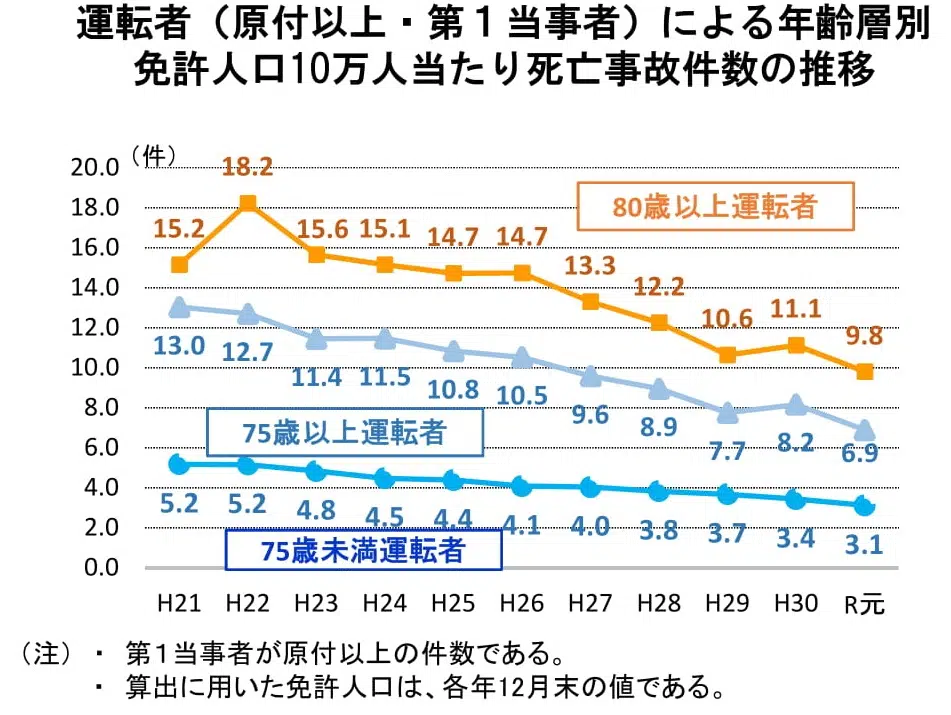 運転者（原付以上・第１当事者）による年齢層別
免許人口10万人当たり死亡事故件数の推移
（件）
20.0
18.0
16.0
14.0
12.0
10.0
8.0
6.0
4.0
2.0
0.0
80歳以上運転者
15.2 18.2 15.6 15.1 14.7 14.7 13.3 12.2 10.6 11.1 9.8
13.0 12.7 11.4 11.5 10.8 10.5 9.6 8.9 7.7 8.2 6.9
75歳以上運転者
5.2 5.2 4.8 4.5 4.4 4.1 4.0 3.8 3.7 3.4 3.1
75歳未満運転者
H21 H22 H23 H24 H25 H26 H27 H28 H29 H30 R元
（注）・ 第１当事者が原付以上の件数である。
・ 算出に用いた免許人口は、各年12月末の値である。